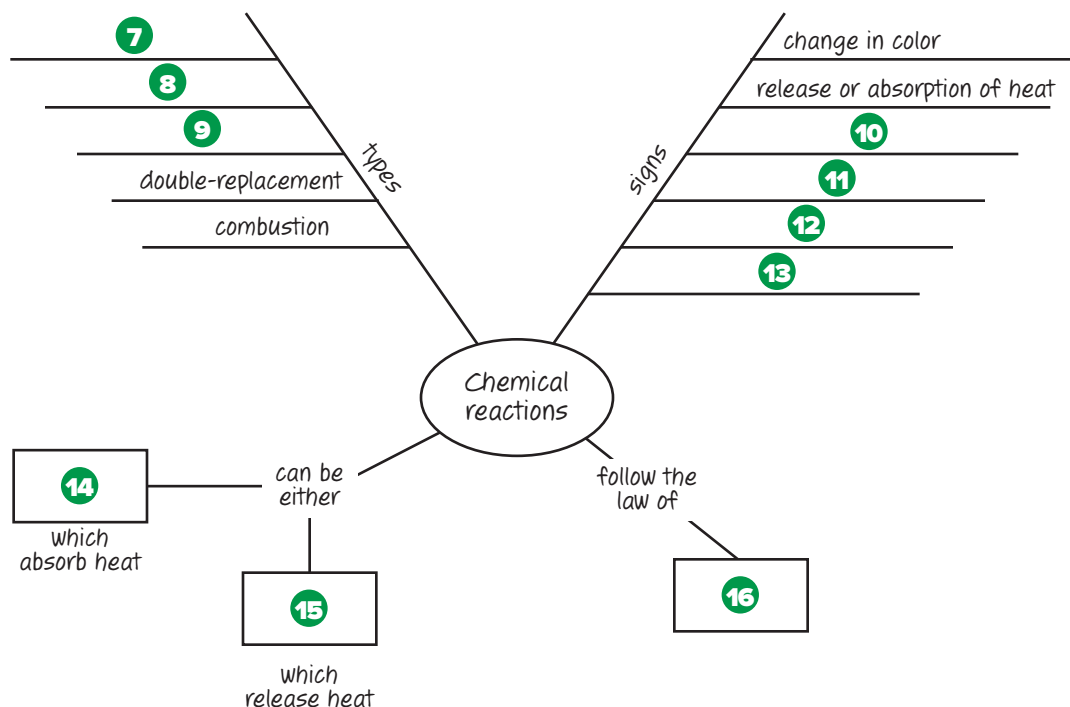 7
8
9
double-replacement
combustion
types
change in color
release or absorption of heat
10
11
12
13
signs
Chemical
reactions
14
which
absorb heat
can be
either
15
which
release heat
follow the
law of
16